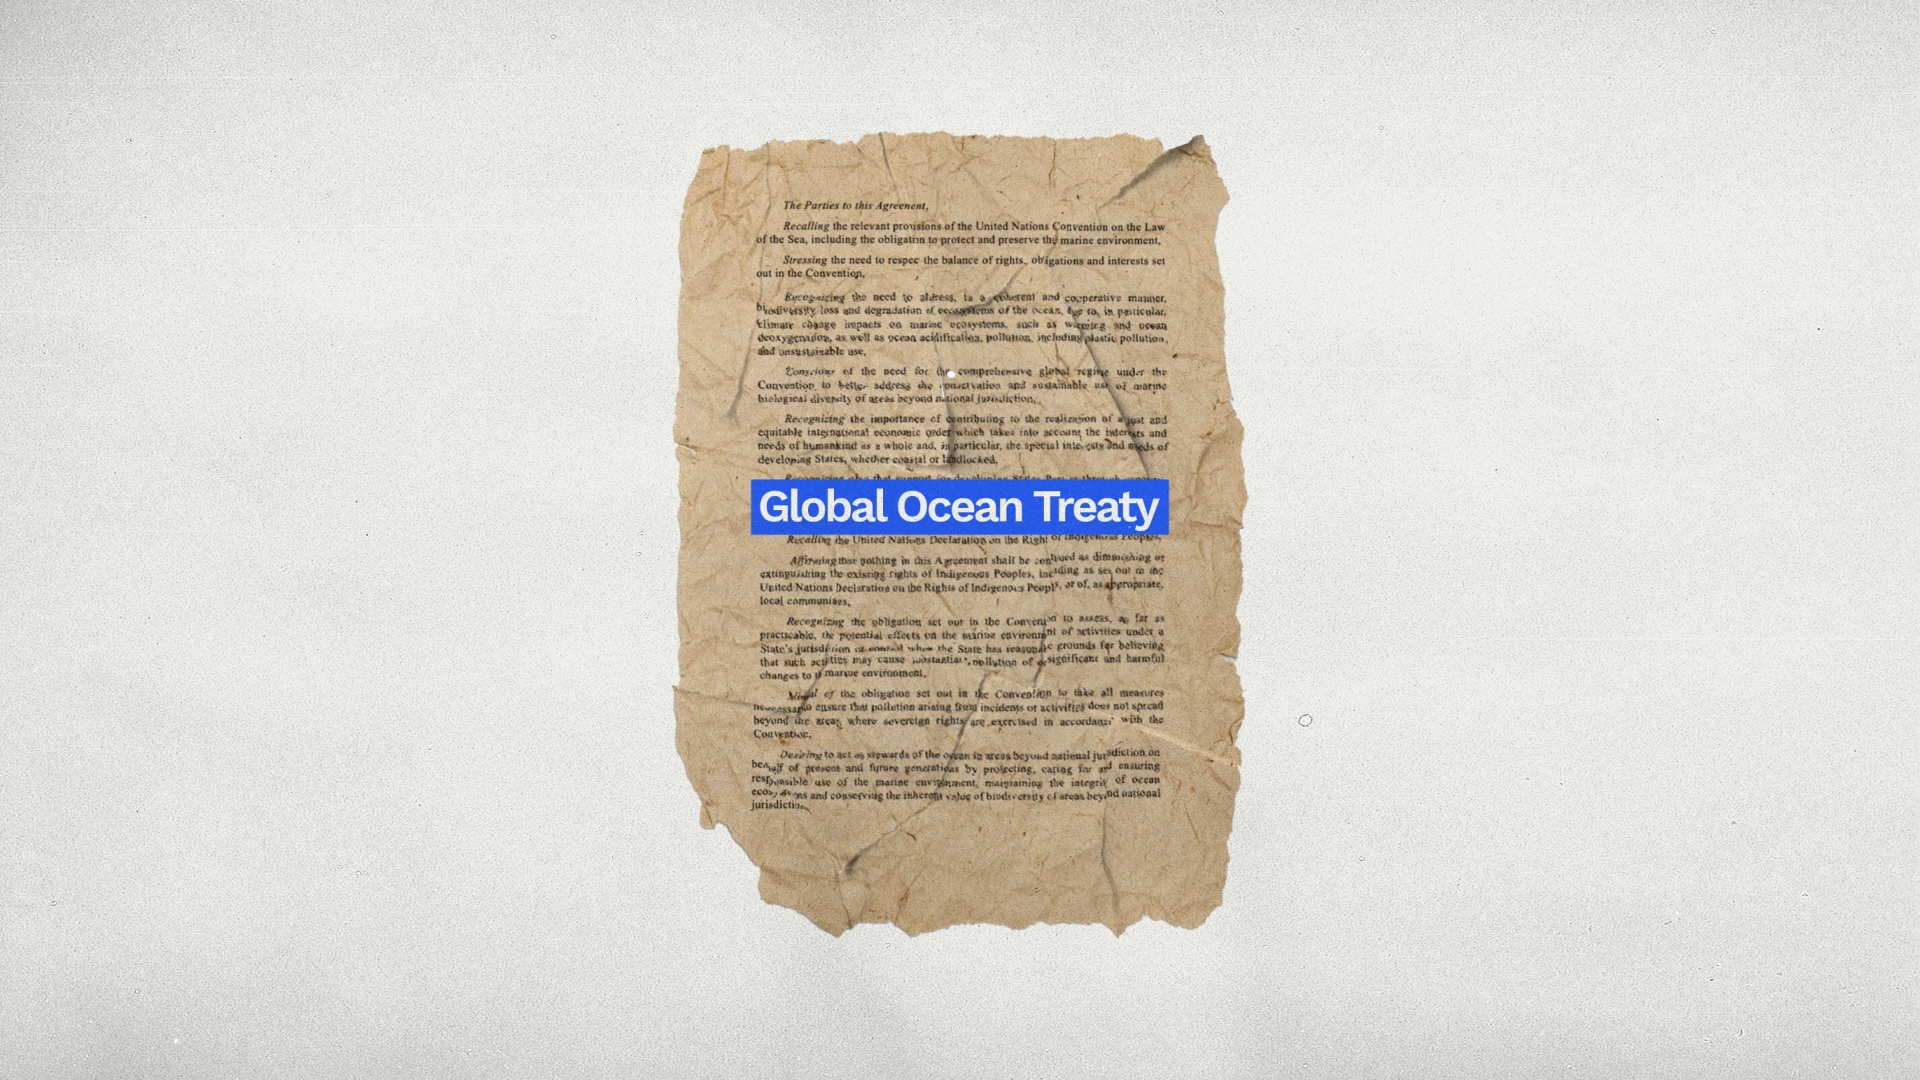 The Parties to this Agreement,
Recalling the relevant provisions of the United Nations Convention on the Law
of the Sea, including the obligation to protect and preserve the marine environment,
Stressing the need to respec the balance of rights, obligations and interests set
out in the Convention,
Recognizing the need to address, in a coherent and cooperative manner,
biodiversity loss and degradation of ecosystems of the ocean, due to, in particular,
climate change impacts on marine ecosystems, such as warming and ocean
deoxygenation, as well as ocean acidification, pollution, including plastic pollution,
and unsustainable use,
Conscious of the need for the comprehensive global regime under the
Convention to better address the conservation and sustainable use of marine
biological diversity of areas beyond national jurisdiction,
Recognizing the importance of contributing to the realization of a just and
equitable international economic order which takes into account the interests and
needs of humankind as a whole and, in particular, the special interests and needs of
developing States, whether coastal or landlocked,
Recognizing also that support for developing States
Global Ocean Treaty
Recalling the United Nations Declaration on the Right of Indigenous Peoples,
Affirming that nothing in this Agreement shall be as diminishing or
extinguishing the existing rights of Indigenous Peoples, as set out in the
United Nations Declaration on the Rights of Indigenous or of, as appropriate,
local communities,
Recognizing the obligation set out in the Convention to assess, as far as
practicable, the potential effects on the marine of activities under a
State's jurisdiction or control when the State has grounds for believing
that such may cause substantial pollution of or significant and harmful
changes to marine environment,
of the obligation set out in the Convention to take all measures
ensure that pollution arising from incidents or activities does not spread
beyond the areas where sovereign rights are exercised in with the
Convention,
Desiring to act as stewards of the ocean in areas beyond national jurisdiction on
behalf of present and future generations by protecting, caring for and ensuring
responsible use of the marine environment, maintaining the integrity of ocean
and conserving the inherent value of biodiversity of areas beyond national